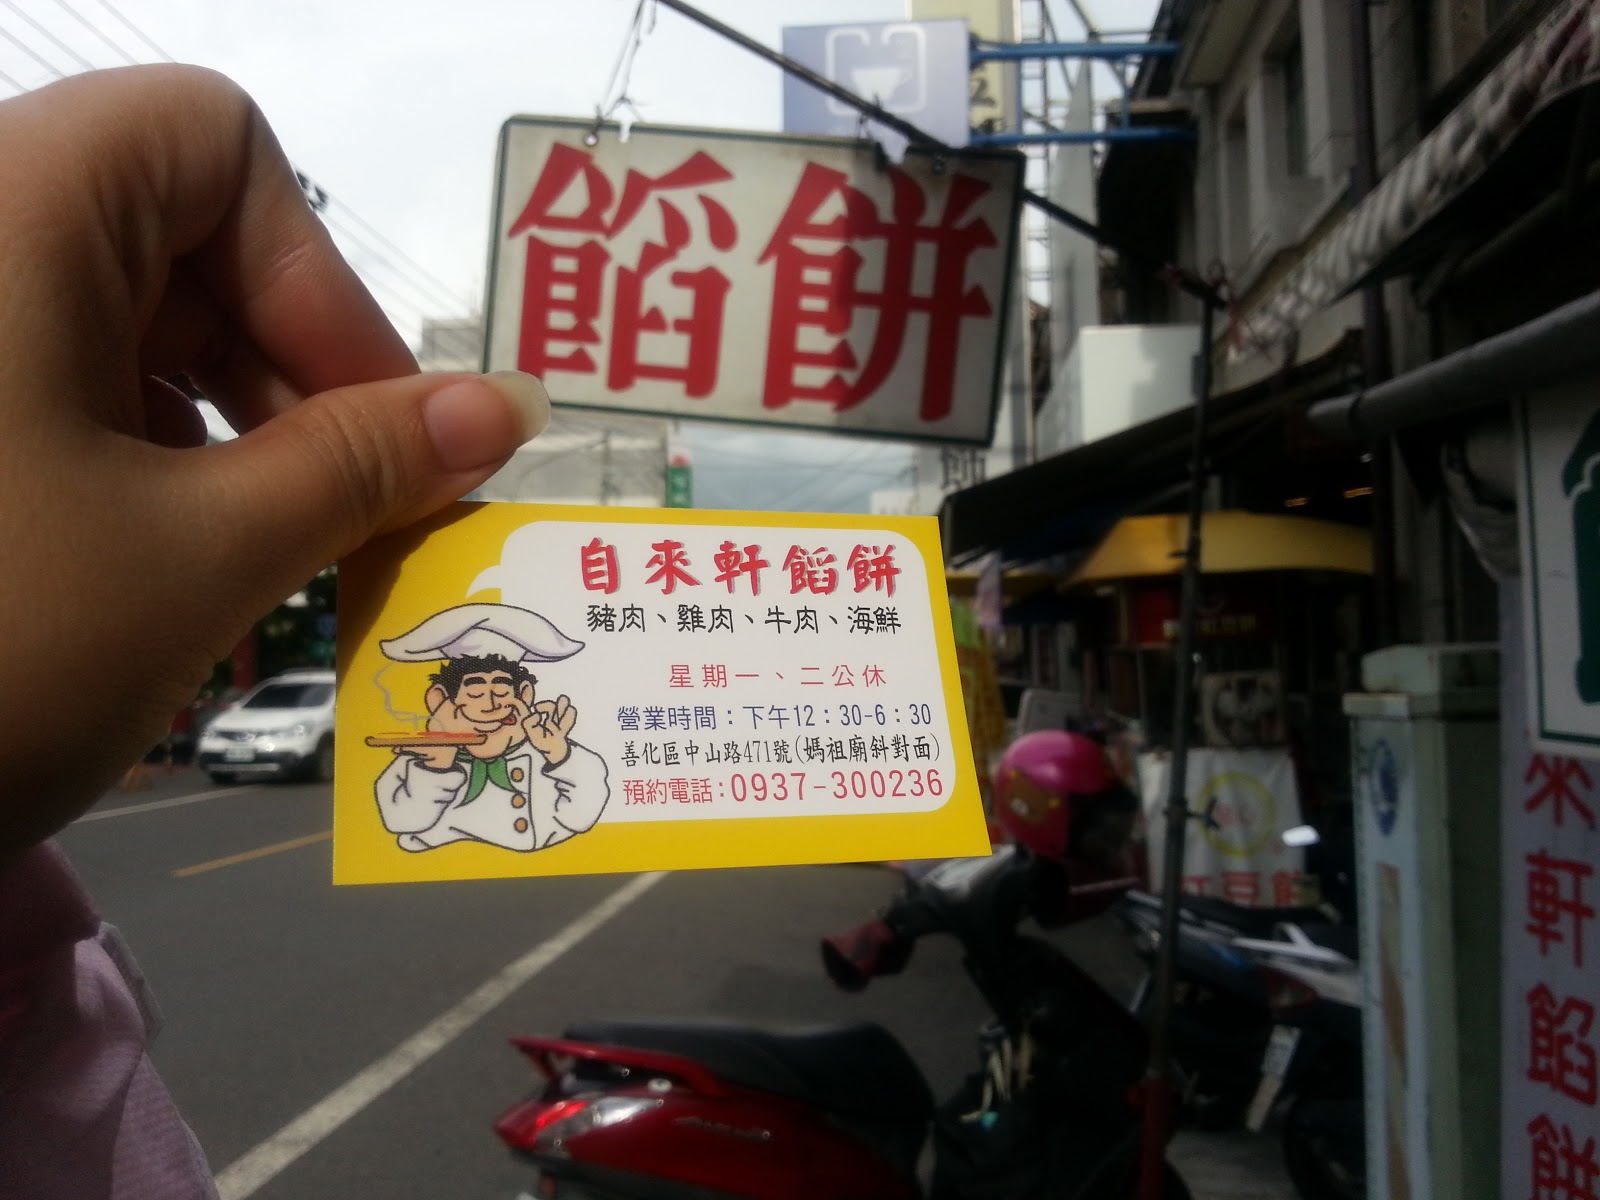 餡餅
自來軒餡餅
豬肉、雞肉、牛肉、海鮮
星期一、二公休
營業時間：下午12：30-6：30
善化區中山路471號(媽祖廟斜對面)
預約電話：0937-300236
來軒餡餅